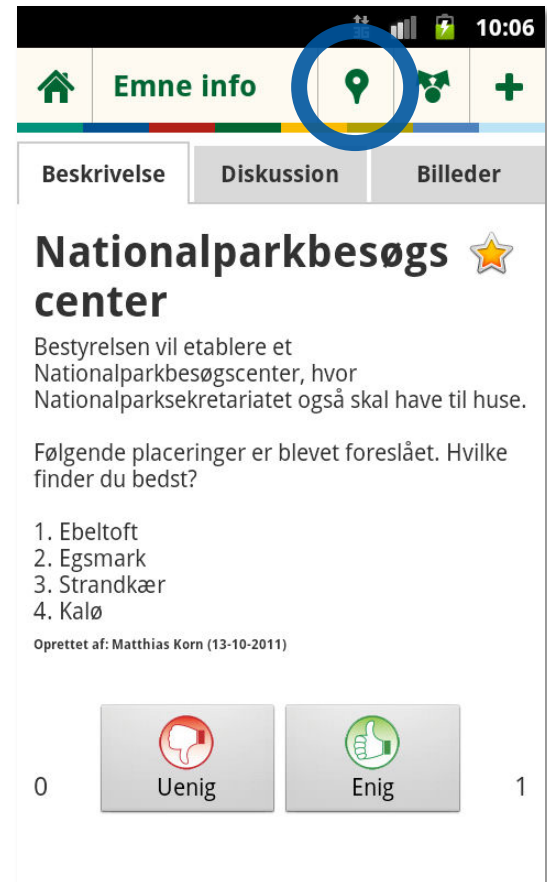 3G 10:06
Emne info
Beskrivelse Diskussion Billeder
Nationalparkbesøgs
center
Bestyrelsen vil etablere et
Nationalparkbesøgscenter, hvor
Nationalparksekretariatet også skal have til huse.
Følgende placeringer er blevet foreslået. Hvilke
finder du bedst?
1. Ebeltoft
2. Egsmark
3. Strandkær
4. Kalø
Oprettet af: Matthias Korn (13-10-2011)
0 Uenig Enig 1